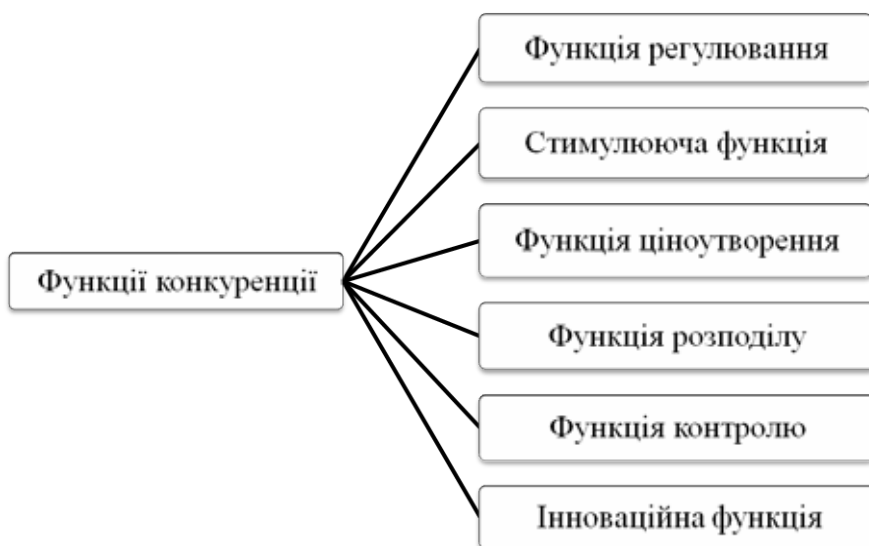 Функції конкуренції
Функція регулювання
Стимулююча функція
Функція ціноутворення
Функція розподілу
Функція контролю
Інноваційна функція